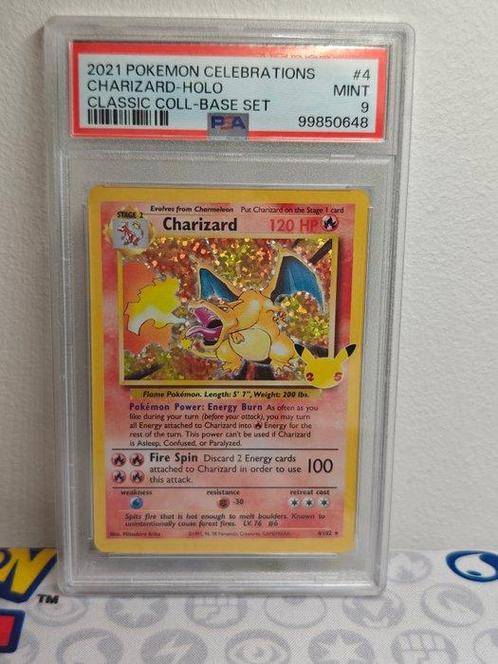 2021 POKEMON CELEBRATIONS #4
CHARIZARD-HOLO MINT
CLASSIC COLL-BASE SET 9
PSA 99850648
Evolves from Charmeleon Put Charizard on the Stage 1 card
STAGE 2
Charizard 120 HP
25
Flame Pokémon. Length: 5' 7", Weight: 200 lbs.
Pokémon Power: Energy Burn As often as you
like during your turn (before your attack), you may turn
all Energy attached to Charizard into Energy for the
rest of the turn. This power can't be used if Charizard
is Asleep, Confused, or Paralyzed.
Fire Spin Discard 2 Energy cards
attached to Charizard in order to use
this attack.
100
weakness resistance retreat cost
-30
Spits fire that is hot enough to melt boulders. Known to
unintentionally cause forest fires. LV. 76 #6
Illus. Mitsuhiro Arita 4/102
TM